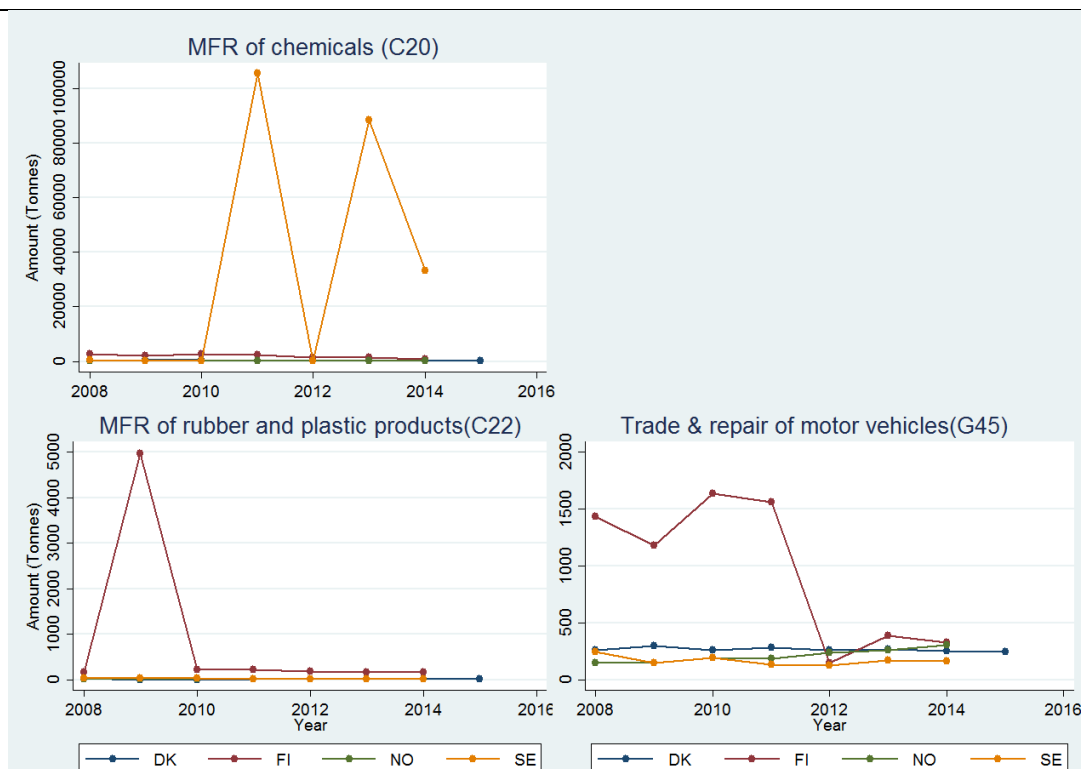 MFR of chemicals (C20)
Amount (Tonnes)
100000
80000
60000
40000
20000
0
2008 2010 2012 2014 2016
MFR of rubber and plastic products(C22)
Amount (Tonnes)
5000
4000
3000
2000
1000
0
2008 2010 2012 2014 2016
Year
DK FI NO SE
Trade & repair of motor vehicles(G45)
2000
1500
1000
500
0
2008 2010 2012 2014 2016
Year
DK FI NO SE